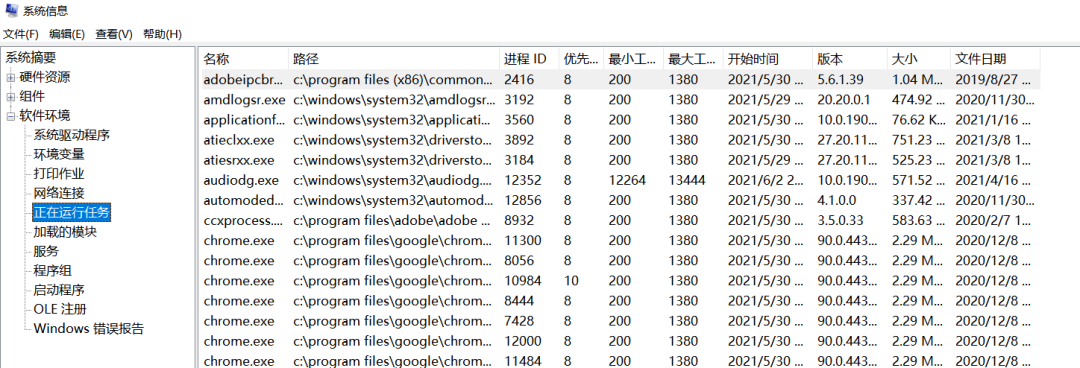 系统信息
文件(F) 编辑(E) 查看(V) 帮助(H)
系统摘要
硬件资源
组件
软件环境
系统驱动程序
环境变量
打印作业
网络连接
正在运行任务
加载的模块
服务
程序组
启动程序
OLE 注册
Windows 错误报告
名称 路径 进程 ID 优先... 最小工... 最大工... 开始时间 版本 大小 文件日期
adobeipcbr... c:\program files (x86)\common... 2416 8 200 1380 2021/5/30 ... 5.6.1.39 1.04 M... 2019/8/27 ...
amdlogsr.exe c:\windows\system32\amdlogsr... 3192 8 200 1380 2021/5/29 ... 20.20.0.1 474.92 ... 2020/11/30...
applicationf... c:\windows\system32\applicati... 3560 8 200 1380 2021/5/30 ... 10.0.190... 76.62 K... 2021/1/16 ...
atieclxx.exe c:\windows\system32\driversto... 3892 8 200 1380 2021/5/30 ... 27.20.11... 751.23 ... 2021/3/8 1...
atiesrxx.exe c:\windows\system32\driversto... 3184 8 200 1380 2021/5/29 ... 27.20.11... 525.23 ... 2021/3/8 1...
audiodg.exe c:\windows\system32\audiodg.... 12352 8 12264 13444 2021/6/2 2... 10.0.190... 571.52 ... 2021/4/16 ...
automoded... c:\windows\system32\automod... 12856 8 200 1380 2021/5/30 ... 4.1.0.0 337.42 ... 2020/11/30...
ccxprocess.... c:\program files\adobe\adobe ... 8932 8 200 1380 2021/5/30 ... 3.5.0.33 583.63 ... 2020/2/7 1...
chrome.exe c:\program files\google\chrom... 11300 8 200 1380 2021/5/30 ... 90.0.443... 2.29 M... 2020/12/8 ...
chrome.exe c:\program files\google\chrom... 8056 8 200 1380 2021/5/30 ... 90.0.443... 2.29 M... 2020/12/8 ...
chrome.exe c:\program files\google\chrom... 10984 10 200 1380 2021/5/30 ... 90.0.443... 2.29 M... 2020/12/8 ...
chrome.exe c:\program files\google\chrom... 8444 8 200 1380 2021/5/30 ... 90.0.443... 2.29 M... 2020/12/8 ...
chrome.exe c:\program files\google\chrom... 7428 8 200 1380 2021/5/30 ... 90.0.443... 2.29 M... 2020/12/8 ...
chrome.exe c:\program files\google\chrom... 12000 8 200 1380 2021/5/30 ... 90.0.443... 2.29 M... 2020/12/8 ...
chrome.exe c:\program files\google\chrom... 11484 8 200 1380 2021/5/30 ... 90.0.443... 2.29 M... 2020/12/8 ...